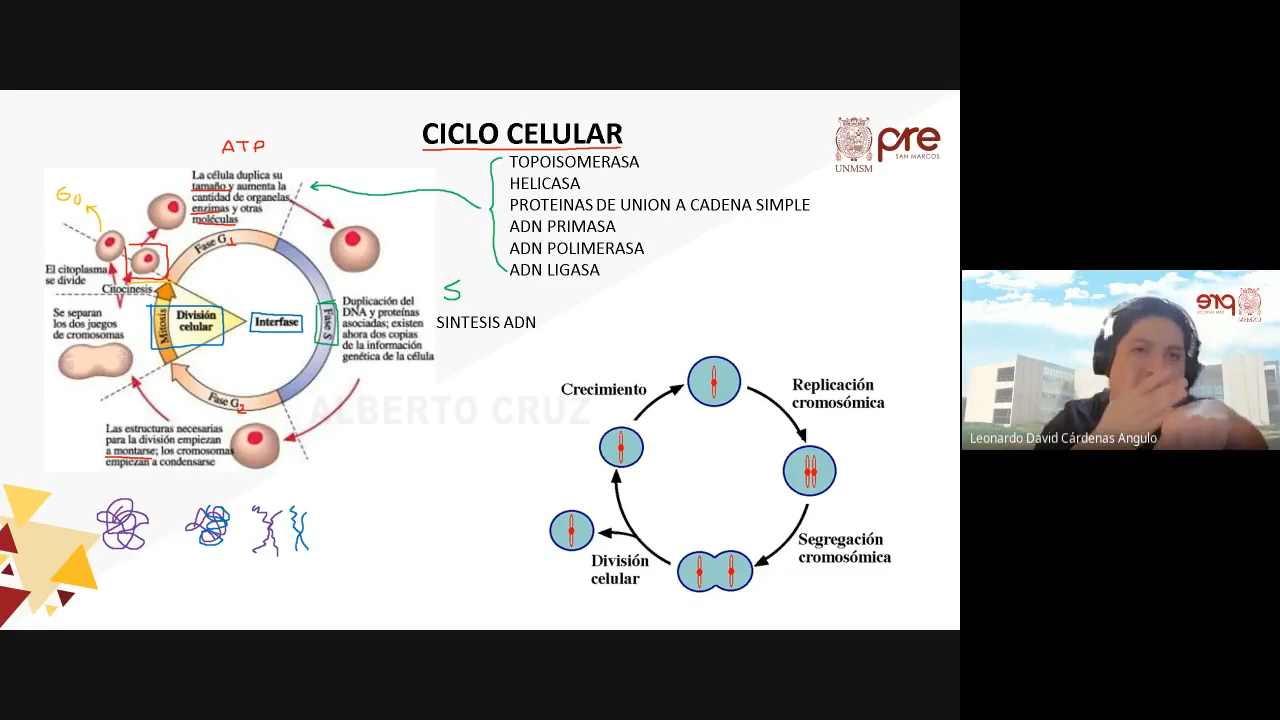 CICLO CELULAR
pre
SAN MARCOS
UNMSM
ATP
TOPOISOMERASA
HELICASA
PROTEINAS DE UNION A CADENA SIMPLE
ADN PRIMASA
ADN POLIMERASA
ADN LIGASA
S
SINTESIS ADN
G0
La célula duplica su
tamaño y aumenta la
cantidad de organelas,
enzimas y otras
moléculas
Fase G1
El citoplasma
se divide
Citocinesis
Se separan
los dos juegos
de cromosomas
Mitosis
División
celular
Interfase
Fase S
Duplicación del
DNA y proteínas
asociadas; existen
ahora dos copias
de la información
genética de la célula
Fase G2
Las estructuras necesarias
para la división empiezan
a montarse; los cromosomas
empiezan a condensarse
ALBERTO CRUZ
Crecimiento
Replicación
cromosómica
Segregación
cromosómica
División
celular
pre
Leonardo David Cárdenas Angulo